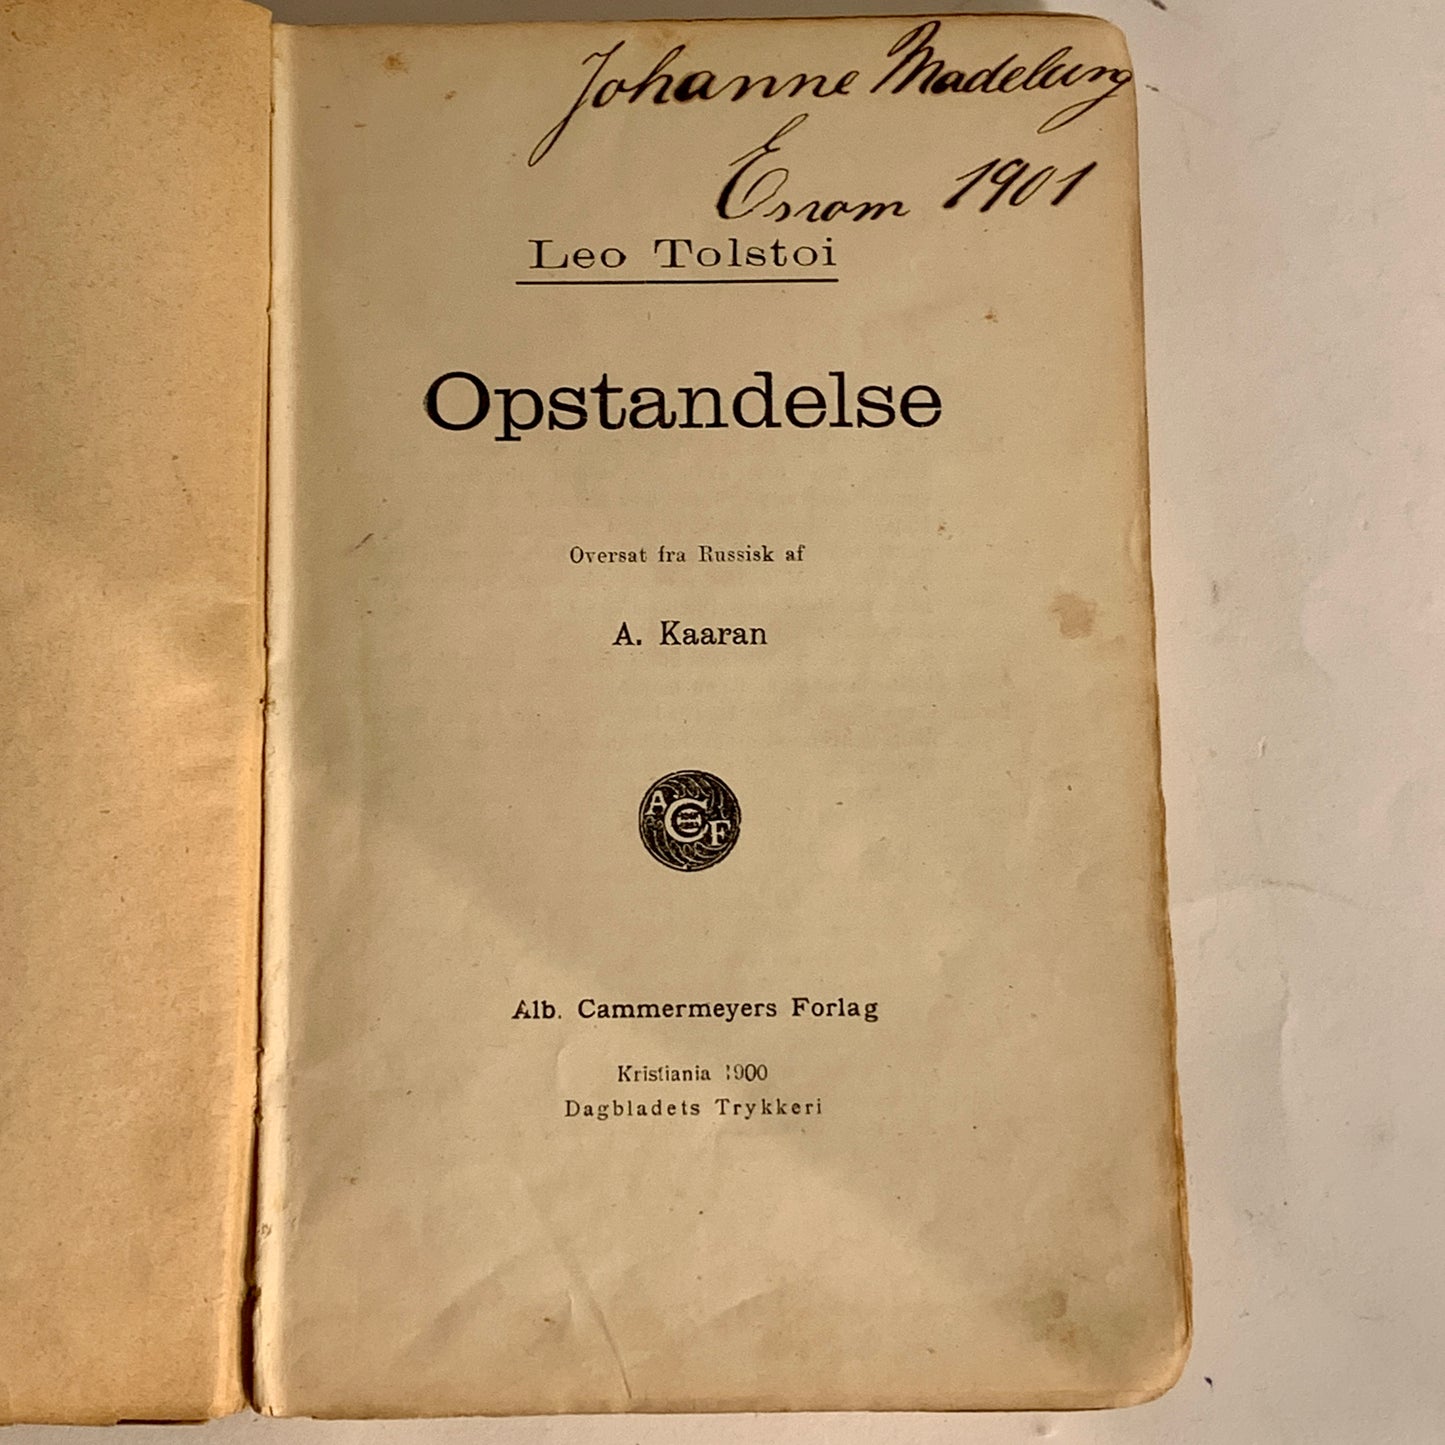 Johanne Madelung
Esrom 1901
Leo Tolstoi
Opstandelse
Oversat fra Russisk af
A. Kaaran
A C F
Alb. Cammermeyers Forlag
Kristiania 1900
Dagbladets Trykkeri